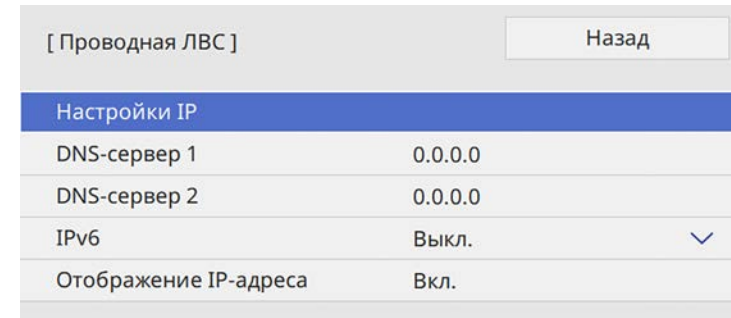 [ Проводная ЛВС ] Назад
Настройки IP
DNS-сервер 1 0.0.0.0
DNS-сервер 2 0.0.0.0
IPv6 Выкл.
Отображение IP-адреса Вкл.